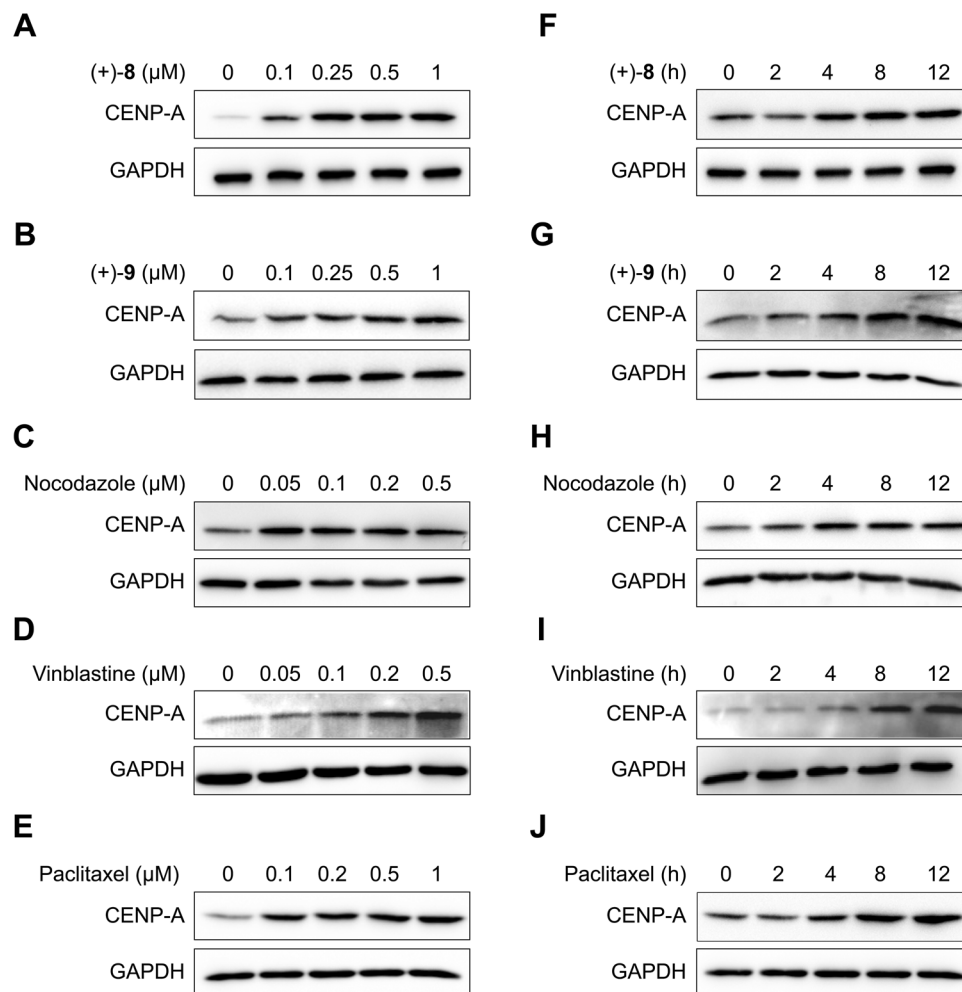 A
(+)-8 (μM) 0 0.1 0.25 0.5 1
CENP-A
GAPDH
B
(+)-9 (μM) 0 0.1 0.25 0.5 1
CENP-A
GAPDH
C
Nocodazole (μM) 0 0.05 0.1 0.2 0.5
CENP-A
GAPDH
D
Vinblastine (μM) 0 0.05 0.1 0.2 0.5
CENP-A
GAPDH
E
Paclitaxel (μM) 0 0.1 0.2 0.5 1
CENP-A
GAPDH
F
(+)-8 (h) 0 2 4 8 12
CENP-A
GAPDH
G
(+)-9 (h) 0 2 4 8 12
CENP-A
GAPDH
H
Nocodazole (h) 0 2 4 8 12
CENP-A
GAPDH
I
Vinblastine (h) 0 2 4 8 12
CENP-A
GAPDH
J
Paclitaxel (h) 0 2 4 8 12
CENP-A
GAPDH